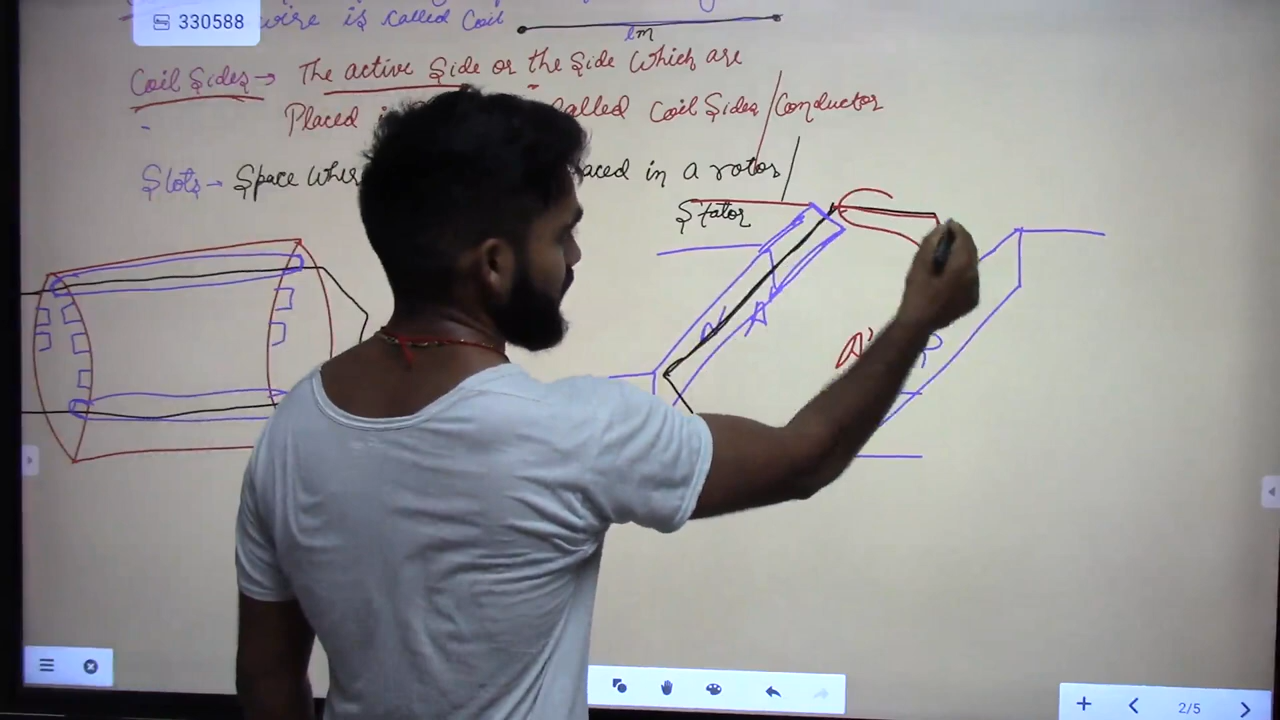 330588
wire is called Coil
lm
Coil Sides → The active Side or the Side Which are
Placed called Coil Sides/Conductor
Slots → Space Wher aced in a rotor/
Stator
A
A'
2/5